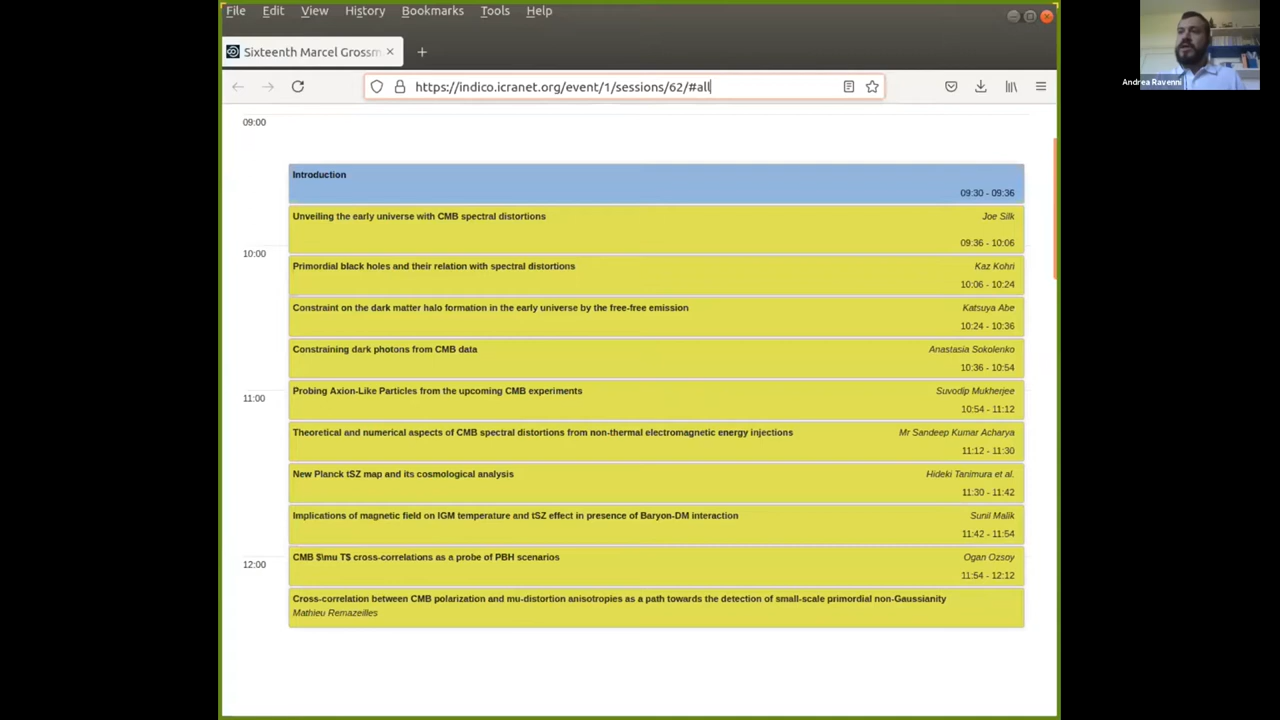 File Edit View History Bookmarks Tools Help
Sixteenth Marcel Grossm
https://indico.icranet.org/event/1/sessions/62/#all
Andrea Ravenni
09:00
Introduction
09:30 - 09:36
Unveiling the early universe with CMB spectral distortions Joe Silk
09:36 - 10:06
10:00
Primordial black holes and their relation with spectral distortions Kaz Kohri
10:06 - 10:24
Constraint on the dark matter halo formation in the early universe by the free-free emission Katsuya Abe
10:24 - 10:36
Constraining dark photons from CMB data Anastasia Sokolenko
10:36 - 10:54
11:00
Probing Axion-Like Particles from the upcoming CMB experiments Suvodip Mukherjee
10:54 - 11:12
Theoretical and numerical aspects of CMB spectral distortions from non-thermal electromagnetic energy injections Mr Sandeep Kumar Acharya
11:12 - 11:30
New Planck tSZ map and its cosmological analysis Hideki Tanimura et al.
11:30 - 11:42
Implications of magnetic field on IGM temperature and tSZ effect in presence of Baryon-DM interaction Sunil Malik
11:42 - 11:54
12:00
CMB $\mu T$ cross-correlations as a probe of PBH scenarios Ogan Ozsoy
11:54 - 12:12
Cross-correlation between CMB polarization and mu-distortion anisotropies as a path towards the detection of small-scale primordial non-Gaussianity
Mathieu Remazeilles